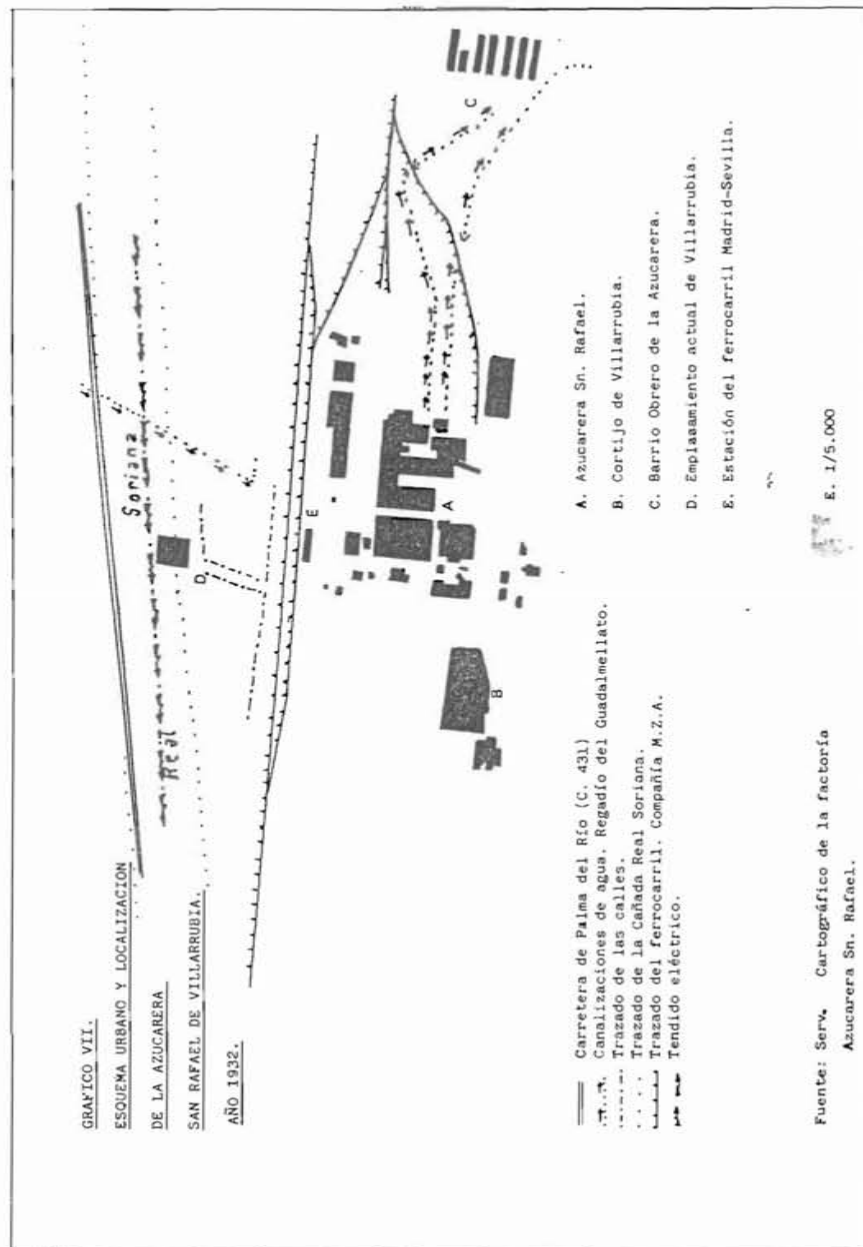 GRAFICO VII.
ESQUEMA URBANO Y LOCALIZACION
DE LA AZUCARERA
SAN RAFAEL DE VILLARRUBIA.
AÑO 1932.
Real
Soriana
D
E
A
B
C
Carretera de Palma del Río (C. 431)
Canalizaciones de agua. Regadío del Guadalmellato.
Trazado de las calles.
Trazado de la Cañada Real Soriana.
Trazado del ferrocarril. Compañía M.Z.A.
Tendido eléctrico.
A. Azucarera Sn. Rafael.
B. Cortijo de Villarrubia.
C. Barrio Obrero de la Azucarera.
D. Emplasamiento actual de Villarrubia.
E. Estación del ferrocarril Madrid-Sevilla.
Fuente: Serv. Cartográfico de la factoría
Azucarera Sn. Rafael.
E. 1/5.000